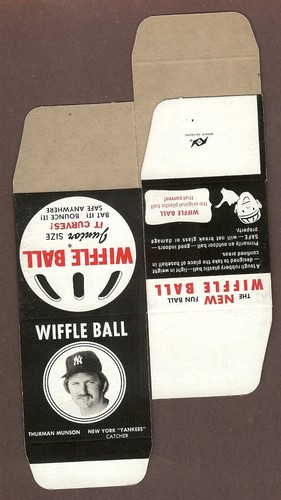 WIFFLE BALL
THURMAN MUNSON
NEW YORK "YANKEES"
CATCHER
WIFFLE BALL
®
Junior SIZE
IT CURVES!
BAT IT! BOUNCE IT!
SAFE ANYWHERE
THE NEW FUN BALL
WIFFLE BALL
A tough rubbery plastic ball—light in weight
—designed to take the place of baseball in
confined areas.
Primarily an outdoor ball—good indoors—
SAFE—will not break glass or damage
property.
WIFFLE BALL
the original plastic ball
that curves!